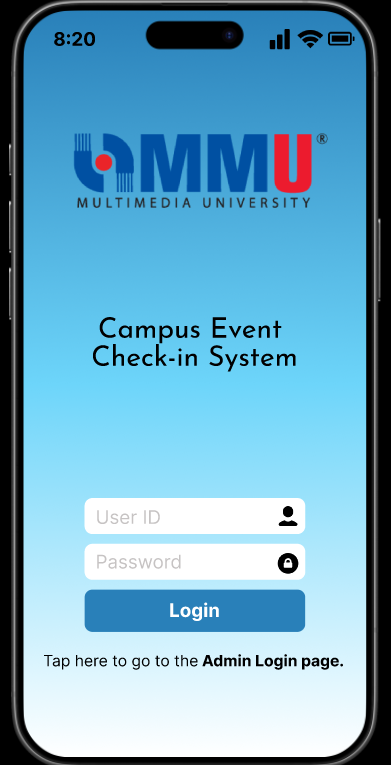 8:20
MMU®
MULTIMEDIA UNIVERSITY
Campus Event
Check-in System
User ID
Password
Login
Tap here to go to the Admin Login page.